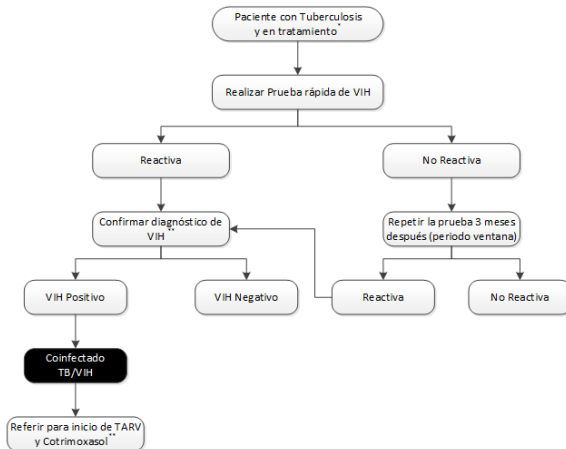 Paciente con Tuberculosis
y en tratamiento*
Realizar Prueba rápida de VIH
Reactiva
No Reactiva
Confirmar diagnóstico de
VIH**
Repetir la prueba 3 meses
después (periodo ventana)
VIH Positivo
VIH Negativo
Reactiva
No Reactiva
Coinfectado
TB/VIH
Referir para inicio de TARV
y Cotrimoxasol**